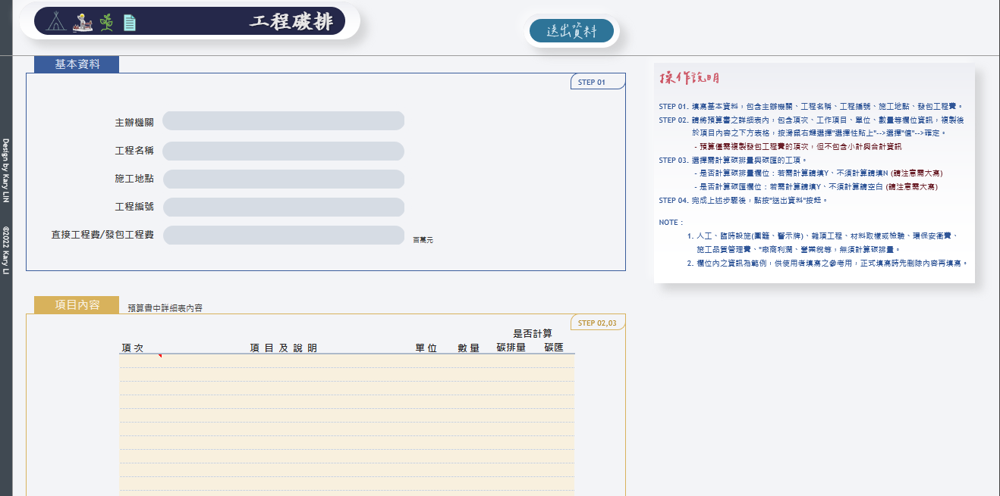 工程碳排
送出資料
基本資料
STEP 01
主辦機關
工程名稱
施工地點
工程編號
直接工程費/發包工程費
百萬元
操作說明
STEP 01. 填寫基本資料，包含主辦機關、工程名稱、工程編號、施工地點、發包工程費。
STEP 02. 請將預算書之詳細表內，包含項次、工作項目、單位、數量等欄位資訊，複製後
於項目內容之下方表格，按滑鼠右鍵選擇"選擇性貼上"-->選擇"值"-->確定。
- 預算僅需複製發包工程費的項次，但不包含小計與合計資訊
STEP 03. 選擇需計算碳排量與碳匯的工項。
- 是否計算碳排量欄位：若需計算請填Y、不須計算請填N (請注意需大寫)
- 是否計算碳匯欄位：若需計算請填Y、不須計算請空白 (請注意需大寫)
STEP 04. 完成上述步驟後，點按"送出資料"按鈕。
NOTE：
1. 人工、臨時設施(圍籬、警示牌)、雜項工程、材料取樣或檢驗、環保安衛費、
施工品質管理費、"廠商利潤、營業稅等，無須計算碳排量。
2. 欄位內之資訊為範例，供使用者填寫之參考用，正式填寫時先刪除內容再填寫。
項目內容
預算書中詳細表內容
STEP 02,03
是否計算
項次 項目及說明 單位 數量 碳排量 碳匯
Design by Kary LIN
©2022 Kary LI